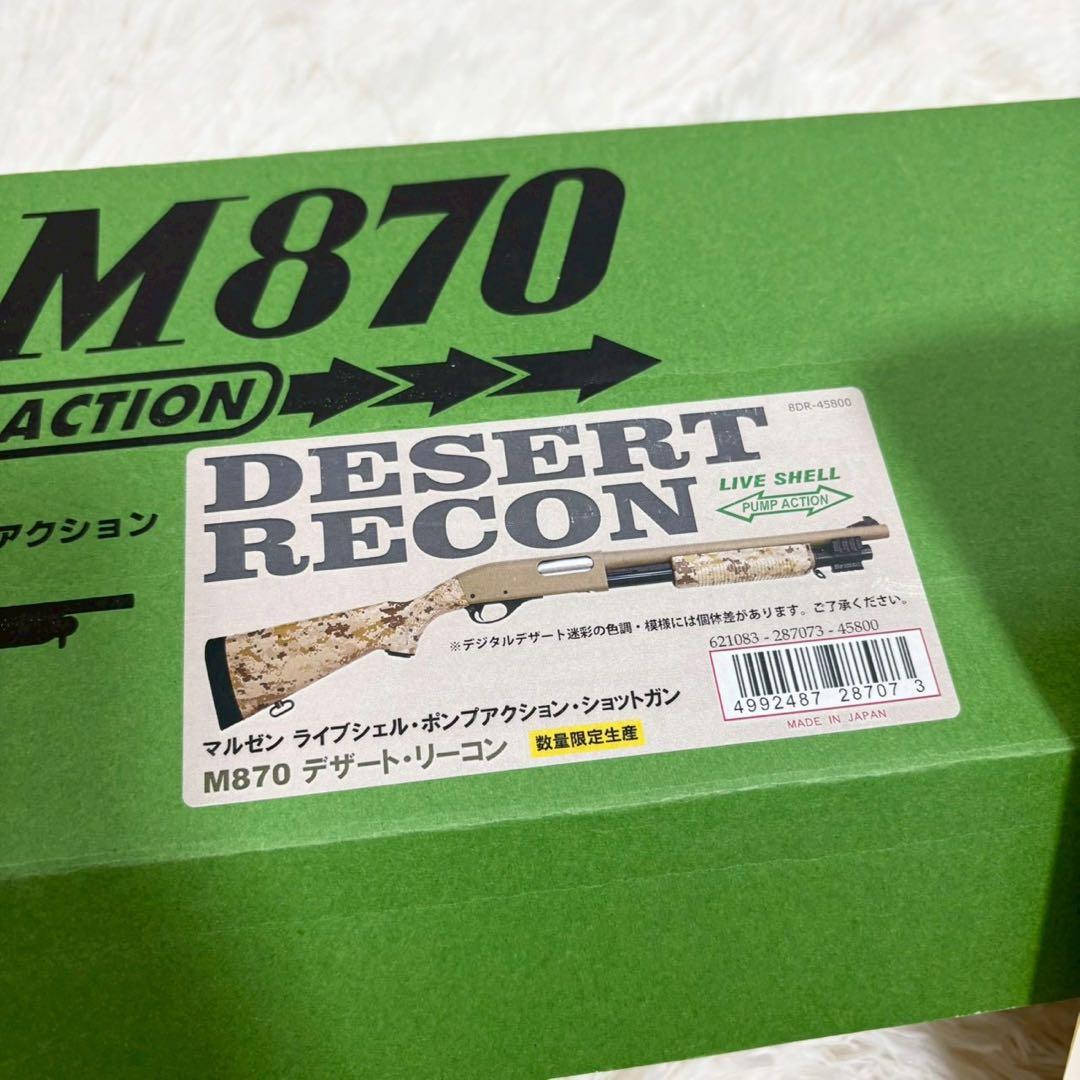 M870
ACTION
アクション
BDR-45800
DESERT
RECON
LIVE SHELL
PUMP ACTION
※デジタルデザート迷彩の色調・模様には個体差があります。ご了承ください。
621083 - 287073 - 45800
4992487 28707 3
MADE IN JAPAN
マルゼン ライブシェル・ポンプアクション・ショットガン
M870 デザート・リーコン 数量限定生産